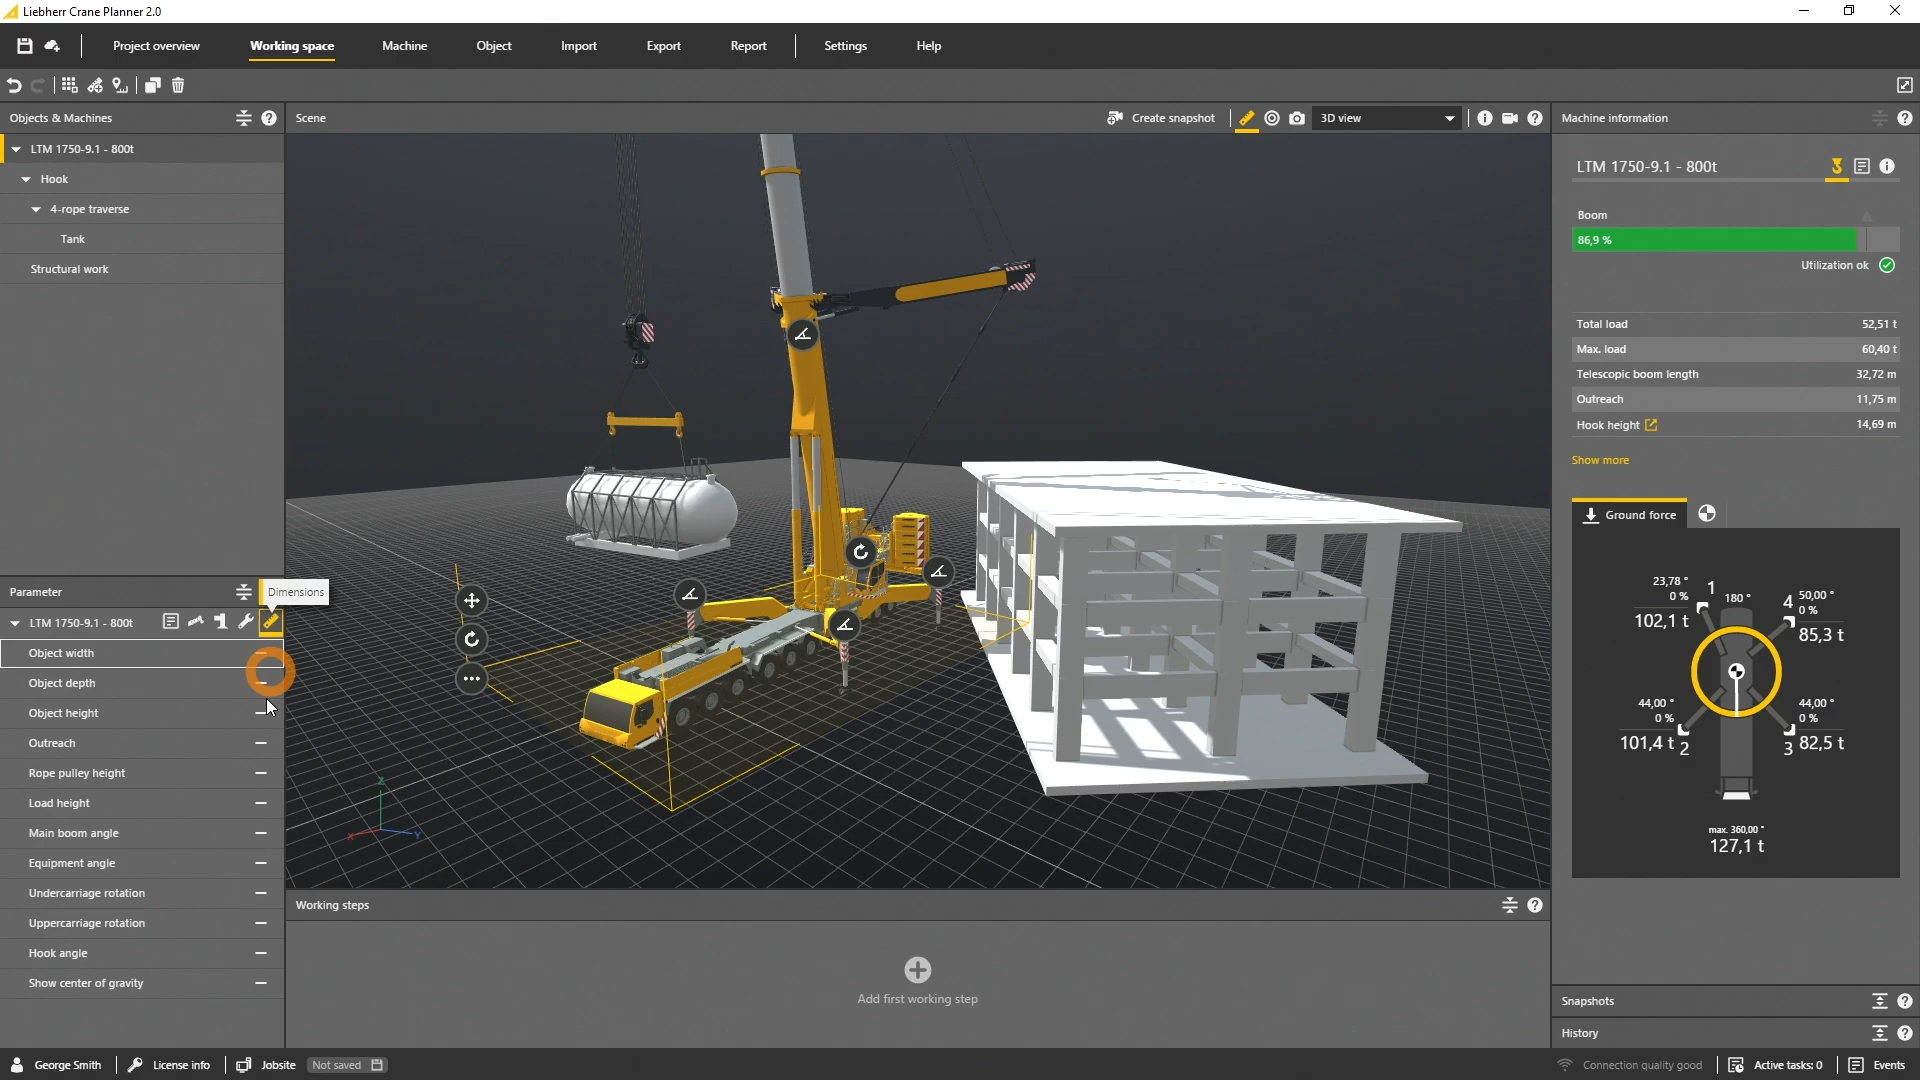 Liebherr Crane Planner 2.0
Project overview
Working space
Machine
Object
Import
Export
Report
Settings
Help
Objects & Machines
LTM 1750-9.1 - 800t
Hook
4-rope traverse
Tank
Structural work
Scene
Create snapshot
3D view
Machine information
LTM 1750-9.1 - 800t
Boom
86,9 %
Utilization ok
Total load 52,51 t
Max. load 60,40 t
Telescopic boom length 32,72 m
Outreach 11,75 m
Hook height 14,69 m
Show more
Ground force
23,78 °
0 %
102,1 t
1
180 °
4
50,00 °
0 %
85,3 t
44,00 °
0 %
101,4 t 2
44,00 °
0 %
3 82,5 t
max. 360,00 °
127,1 t
Parameter
Dimensions
LTM 1750-9.1 - 800t
Object width
Object depth
Object height
Outreach
Rope pulley height
Load height
Main boom angle
Equipment angle
Undercarriage rotation
Uppercarriage rotation
Hook angle
Show center of gravity
Z
X
Y
Working steps
Add first working step
Snapshots
History
George Smith
License info
Jobsite
Not saved
Connection quality good
Active tasks: 0
Events